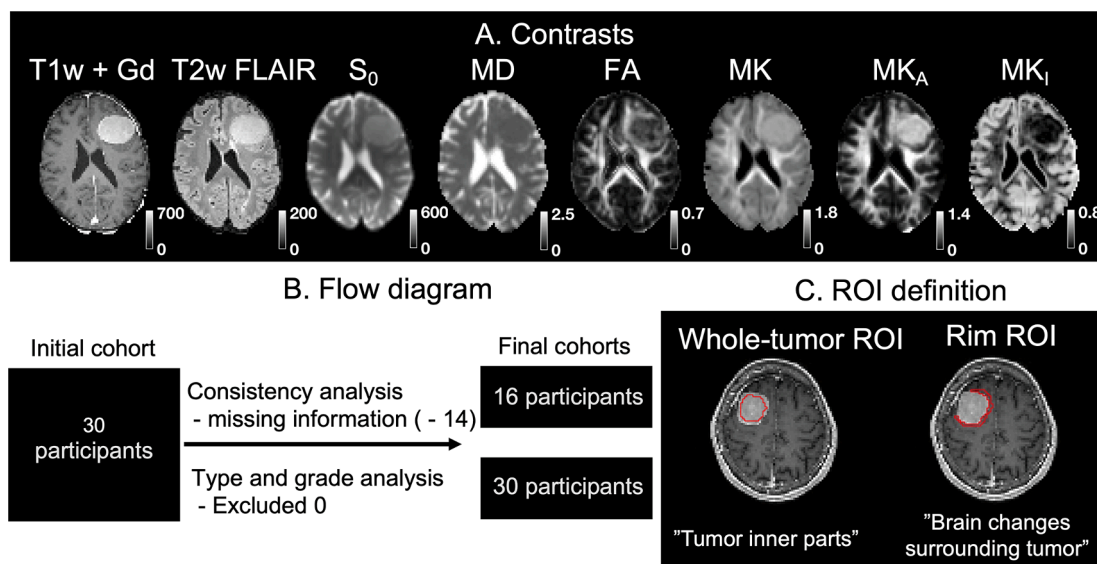 A. Contrasts
T1w + Gd T2w FLAIR S0 MD FA MK MKA MKI
700
0
200
0
600
0
2.5
0
0.7
0
1.8
0
1.4
0
0.8
0
B. Flow diagram
Initial cohort
30
participants
Consistency analysis
- missing information ( - 14)
Type and grade analysis
- Excluded 0
Final cohorts
16 participants
30 participants
C. ROI definition
Whole-tumor ROI
Rim ROI
”Tumor inner parts”
”Brain changes
surrounding tumor”